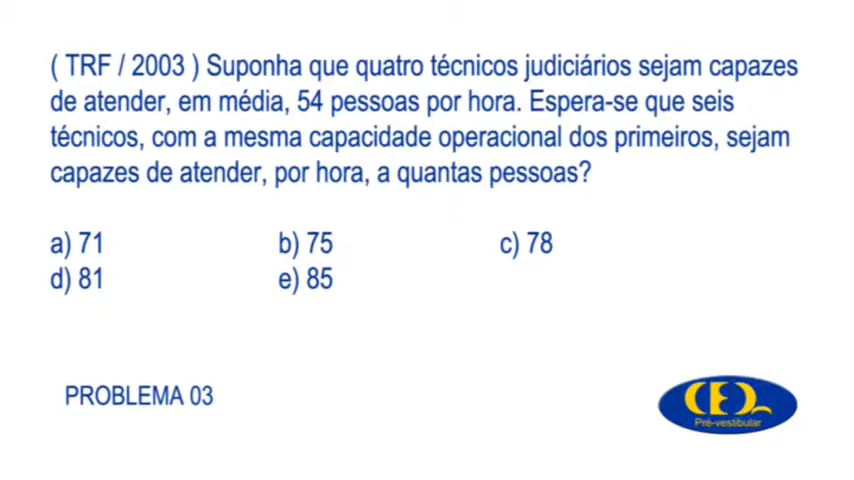 ( TRF / 2003 ) Suponha que quatro técnicos judiciários sejam capazes
de atender, em média, 54 pessoas por hora. Espera-se que seis
técnicos, com a mesma capacidade operacional dos primeiros, sejam
capazes de atender, por hora, a quantas pessoas?
a) 71 b) 75 c) 78
d) 81 e) 85
PROBLEMA 03
Pré-vestibular